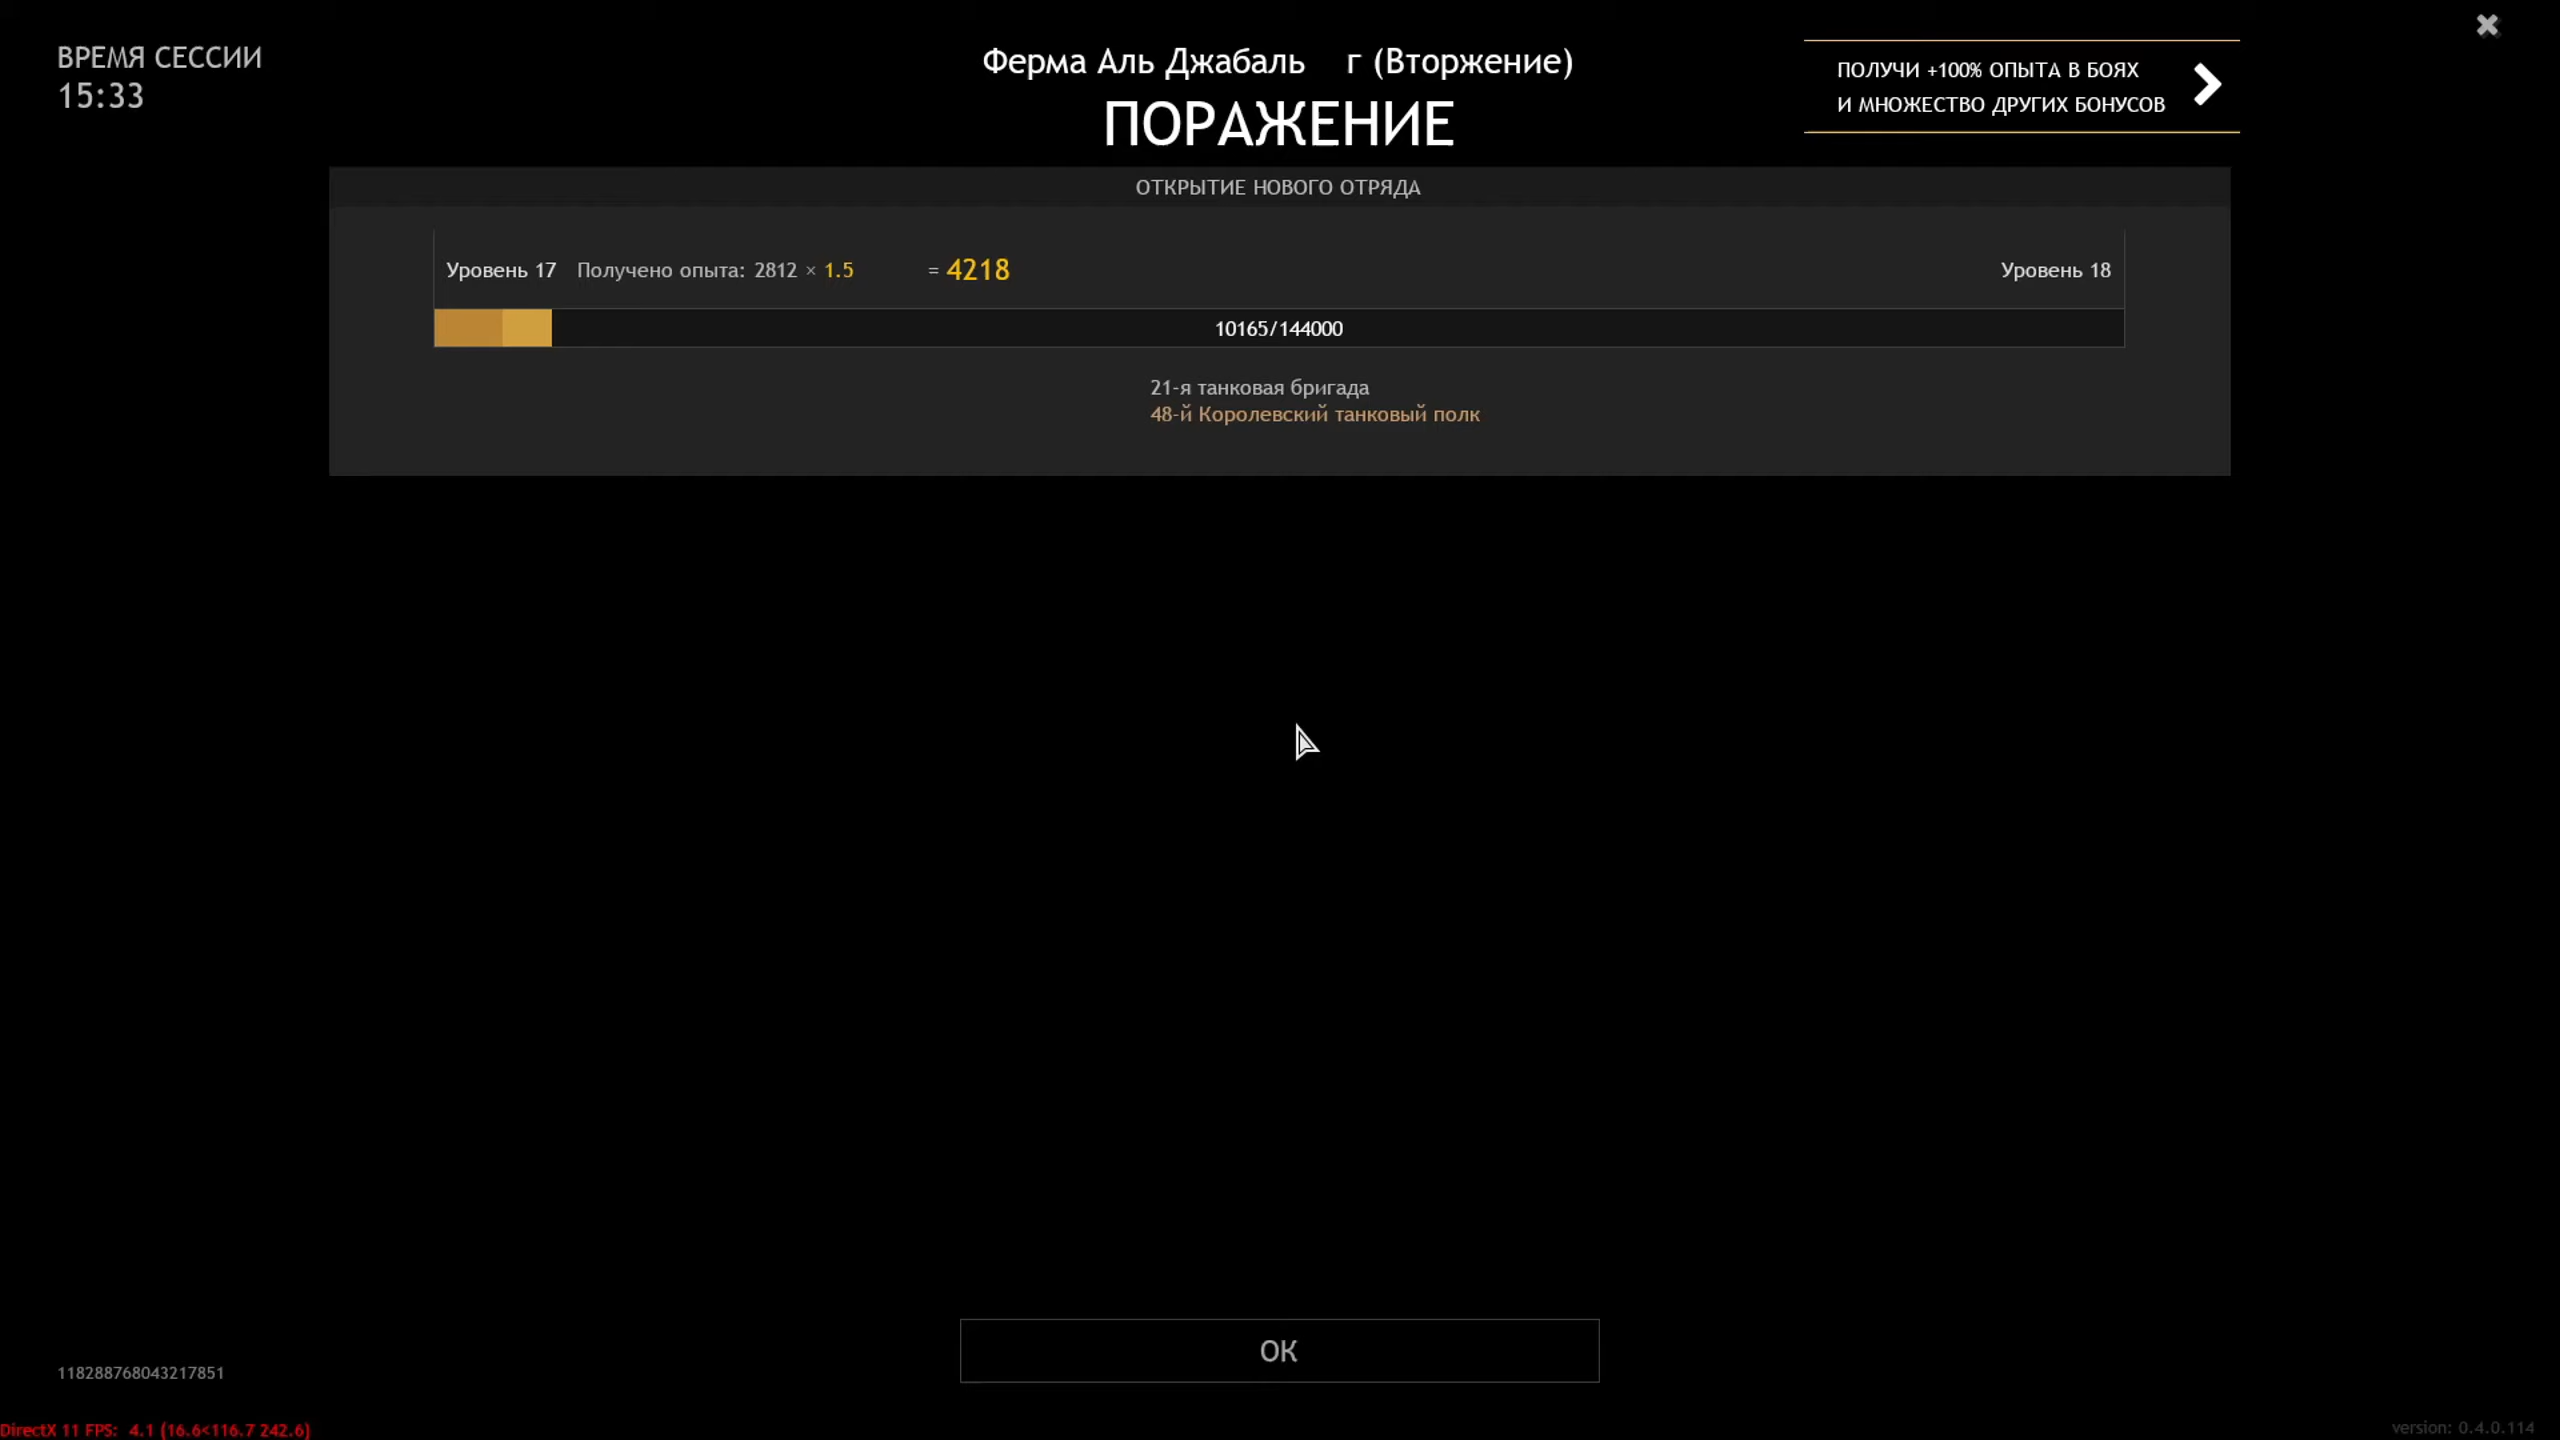 ВРЕМЯ СЕССИИ
15:33
Ферма Аль Джабаль г (Вторжение)
ПОРАЖЕНИЕ
ПОЛУЧИ +100% ОПЫТА В БОЯХ
И МНОЖЕСТВО ДРУГИХ БОНУСОВ
ОТКРЫТИЕ НОВОГО ОТРЯДА
Уровень 17 Получено опыта: 2812 × 1.5 = 4218 Уровень 18
10165/144000
21-я танковая бригада
48-й Королевский танковый полк
ОК
118288768043217851
DirectX 11 FPS: 4.1 (16.6<116.7 242.6)
version: 0.4.0.114